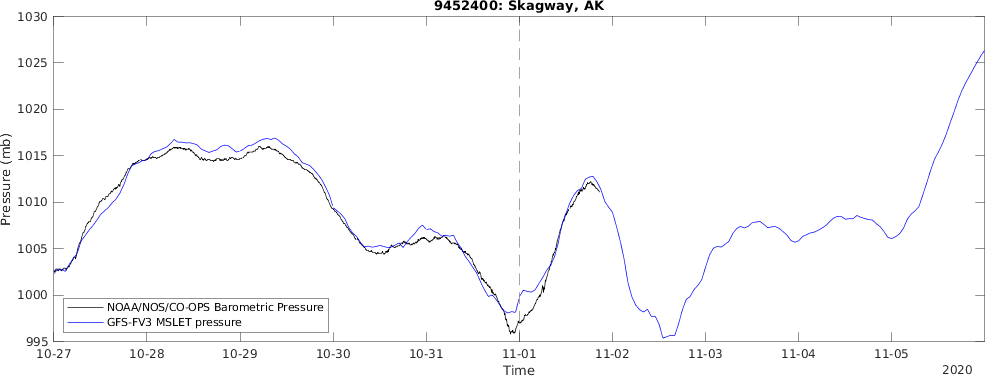 9452400: Skagway, AK
Pressure (mb)
1030
1025
1020
1015
1010
1005
1000
995
NOAA/NOS/CO-OPS Barometric Pressure
GFS-FV3 MSLET pressure
10-27 10-28 10-29 10-30 10-31 11-01 11-02 11-03 11-04 11-05
Time
2020